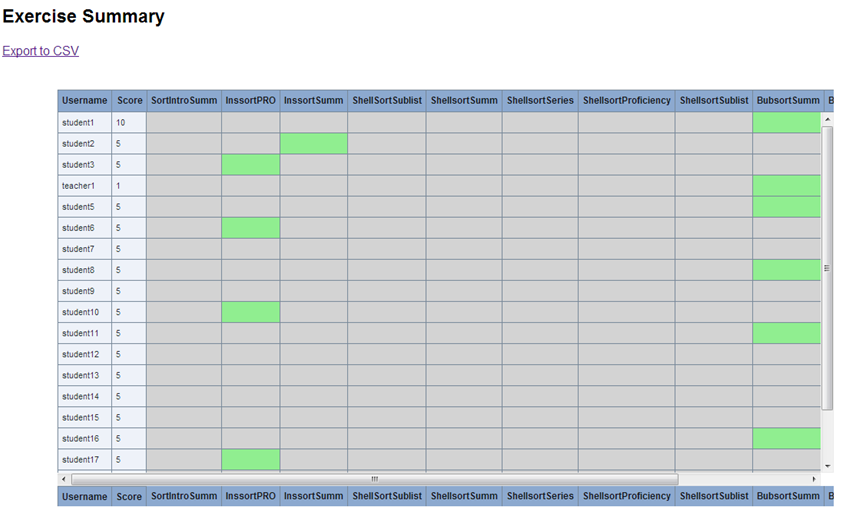 Exercise Summary
Export to CSV
Username Score SortIntroSumm InssortPRO InssortSumm ShellSortSublist ShellsortSumm ShellsortSeries ShellsortProficiency ShellsortSublist BubsortSumm B
student1 10
student2 5
student3 5
teacher1 1
student5 5
student6 5
student7 5
student8 5
student9 5
student10 5
student11 5
student12 5
student13 5
student14 5
student15 5
student16 5
student17 5
Username Score SortIntroSumm InssortPRO InssortSumm ShellSortSublist ShellsortSumm ShellsortSeries ShellsortProficiency ShellsortSublist BubsortSumm B